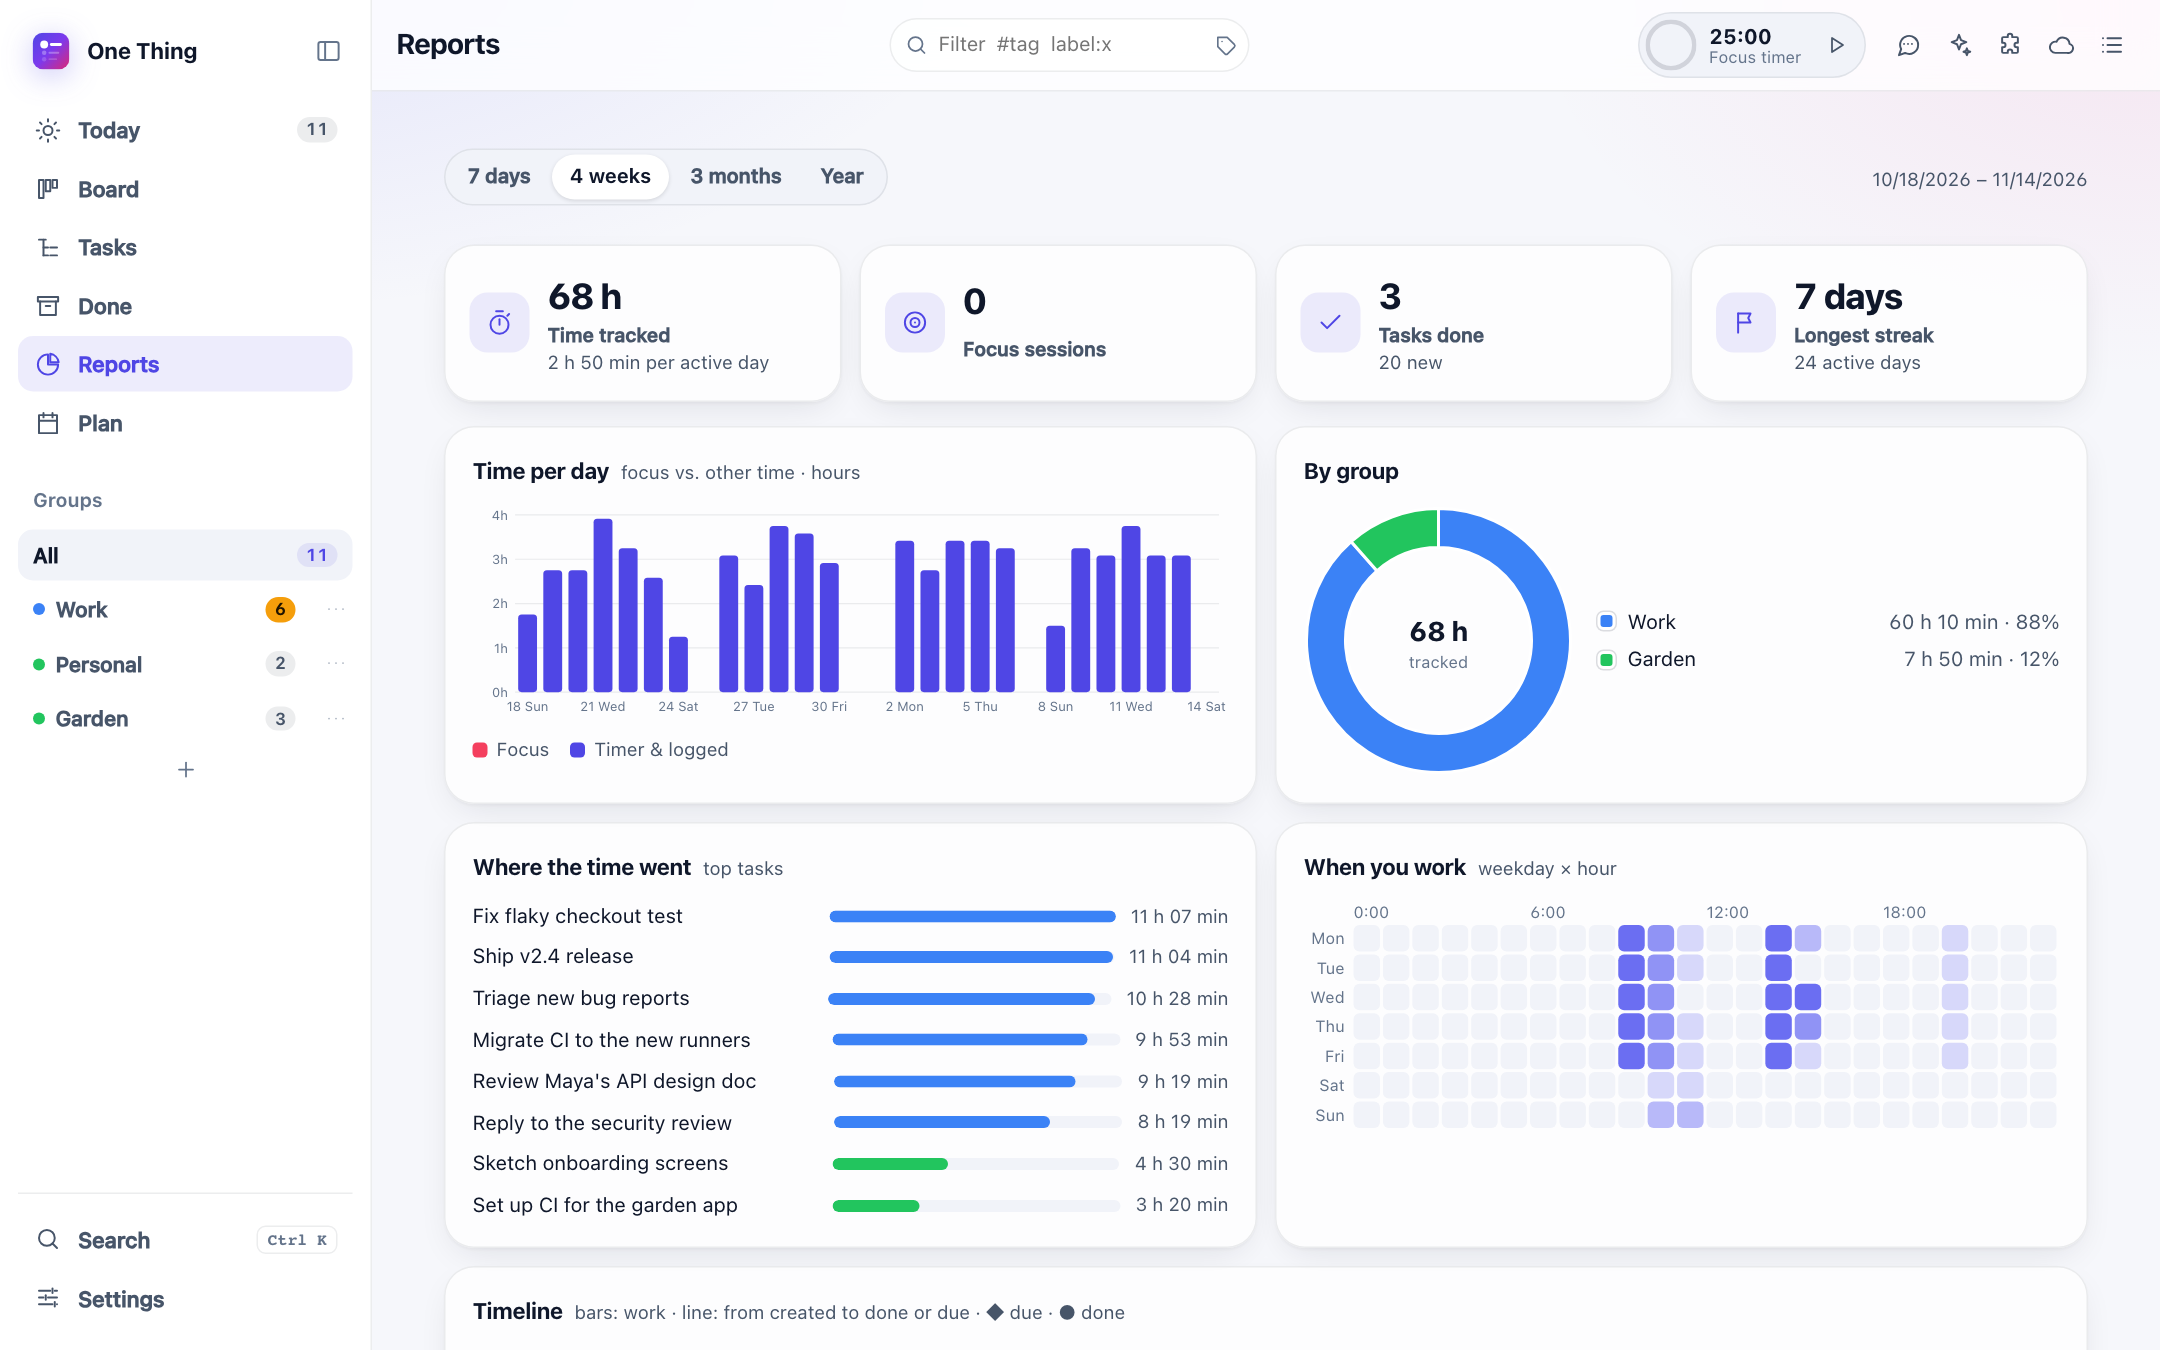 One Thing
Today 11
Board
Tasks
Done
Reports
Plan
Groups
All 11
Work 6
Personal 2
Garden 3
Search Ctrl K
Settings
Reports
Filter #tag label:x
25:00
Focus timer
7 days 4 weeks 3 months Year
10/18/2026 – 11/14/2026
68 h
Time tracked
2 h 50 min per active day
0
Focus sessions
3
Tasks done
20 new
7 days
Longest streak
24 active days
Time per day focus vs. other time · hours
4h
3h
2h
1h
0h
18 Sun 21 Wed 24 Sat 27 Tue 30 Fri 2 Mon 5 Thu 8 Sun 11 Wed 14 Sat
Focus Timer & logged
By group
68 h
tracked
Work 60 h 10 min · 88%
Garden 7 h 50 min · 12%
Where the time went top tasks
Fix flaky checkout test 11 h 07 min
Ship v2.4 release 11 h 04 min
Triage new bug reports 10 h 28 min
Migrate CI to the new runners 9 h 53 min
Review Maya's API design doc 9 h 19 min
Reply to the security review 8 h 19 min
Sketch onboarding screens 4 h 30 min
Set up CI for the garden app 3 h 20 min
When you work weekday × hour
0:00 6:00 12:00 18:00
Mon
Tue
Wed
Thu
Fri
Sat
Sun
Timeline bars: work · line: from created to done or due · ◆ due · ● done